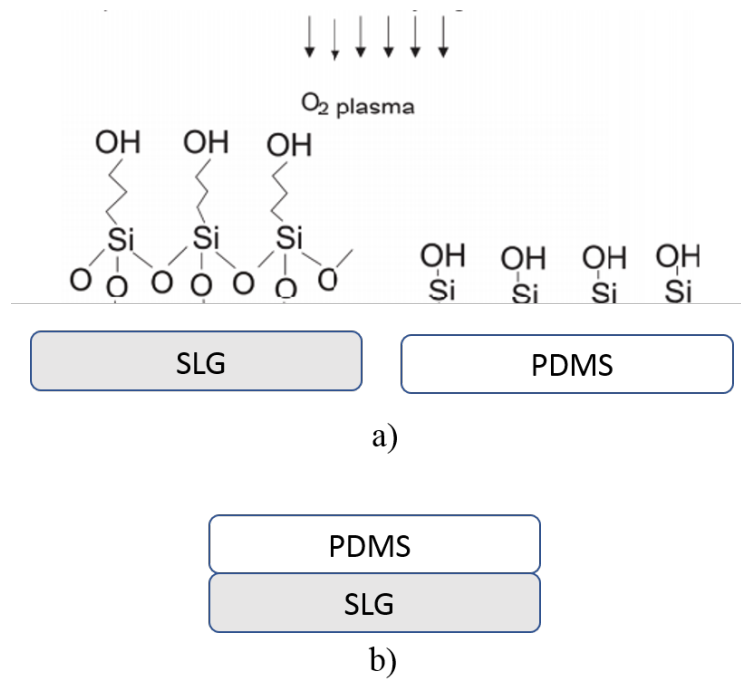 O2 plasma
OH OH OH
Si Si Si
O O O O O O O
OH OH OH OH
Si Si Si Si
SLG PDMS
a)
PDMS
SLG
b)